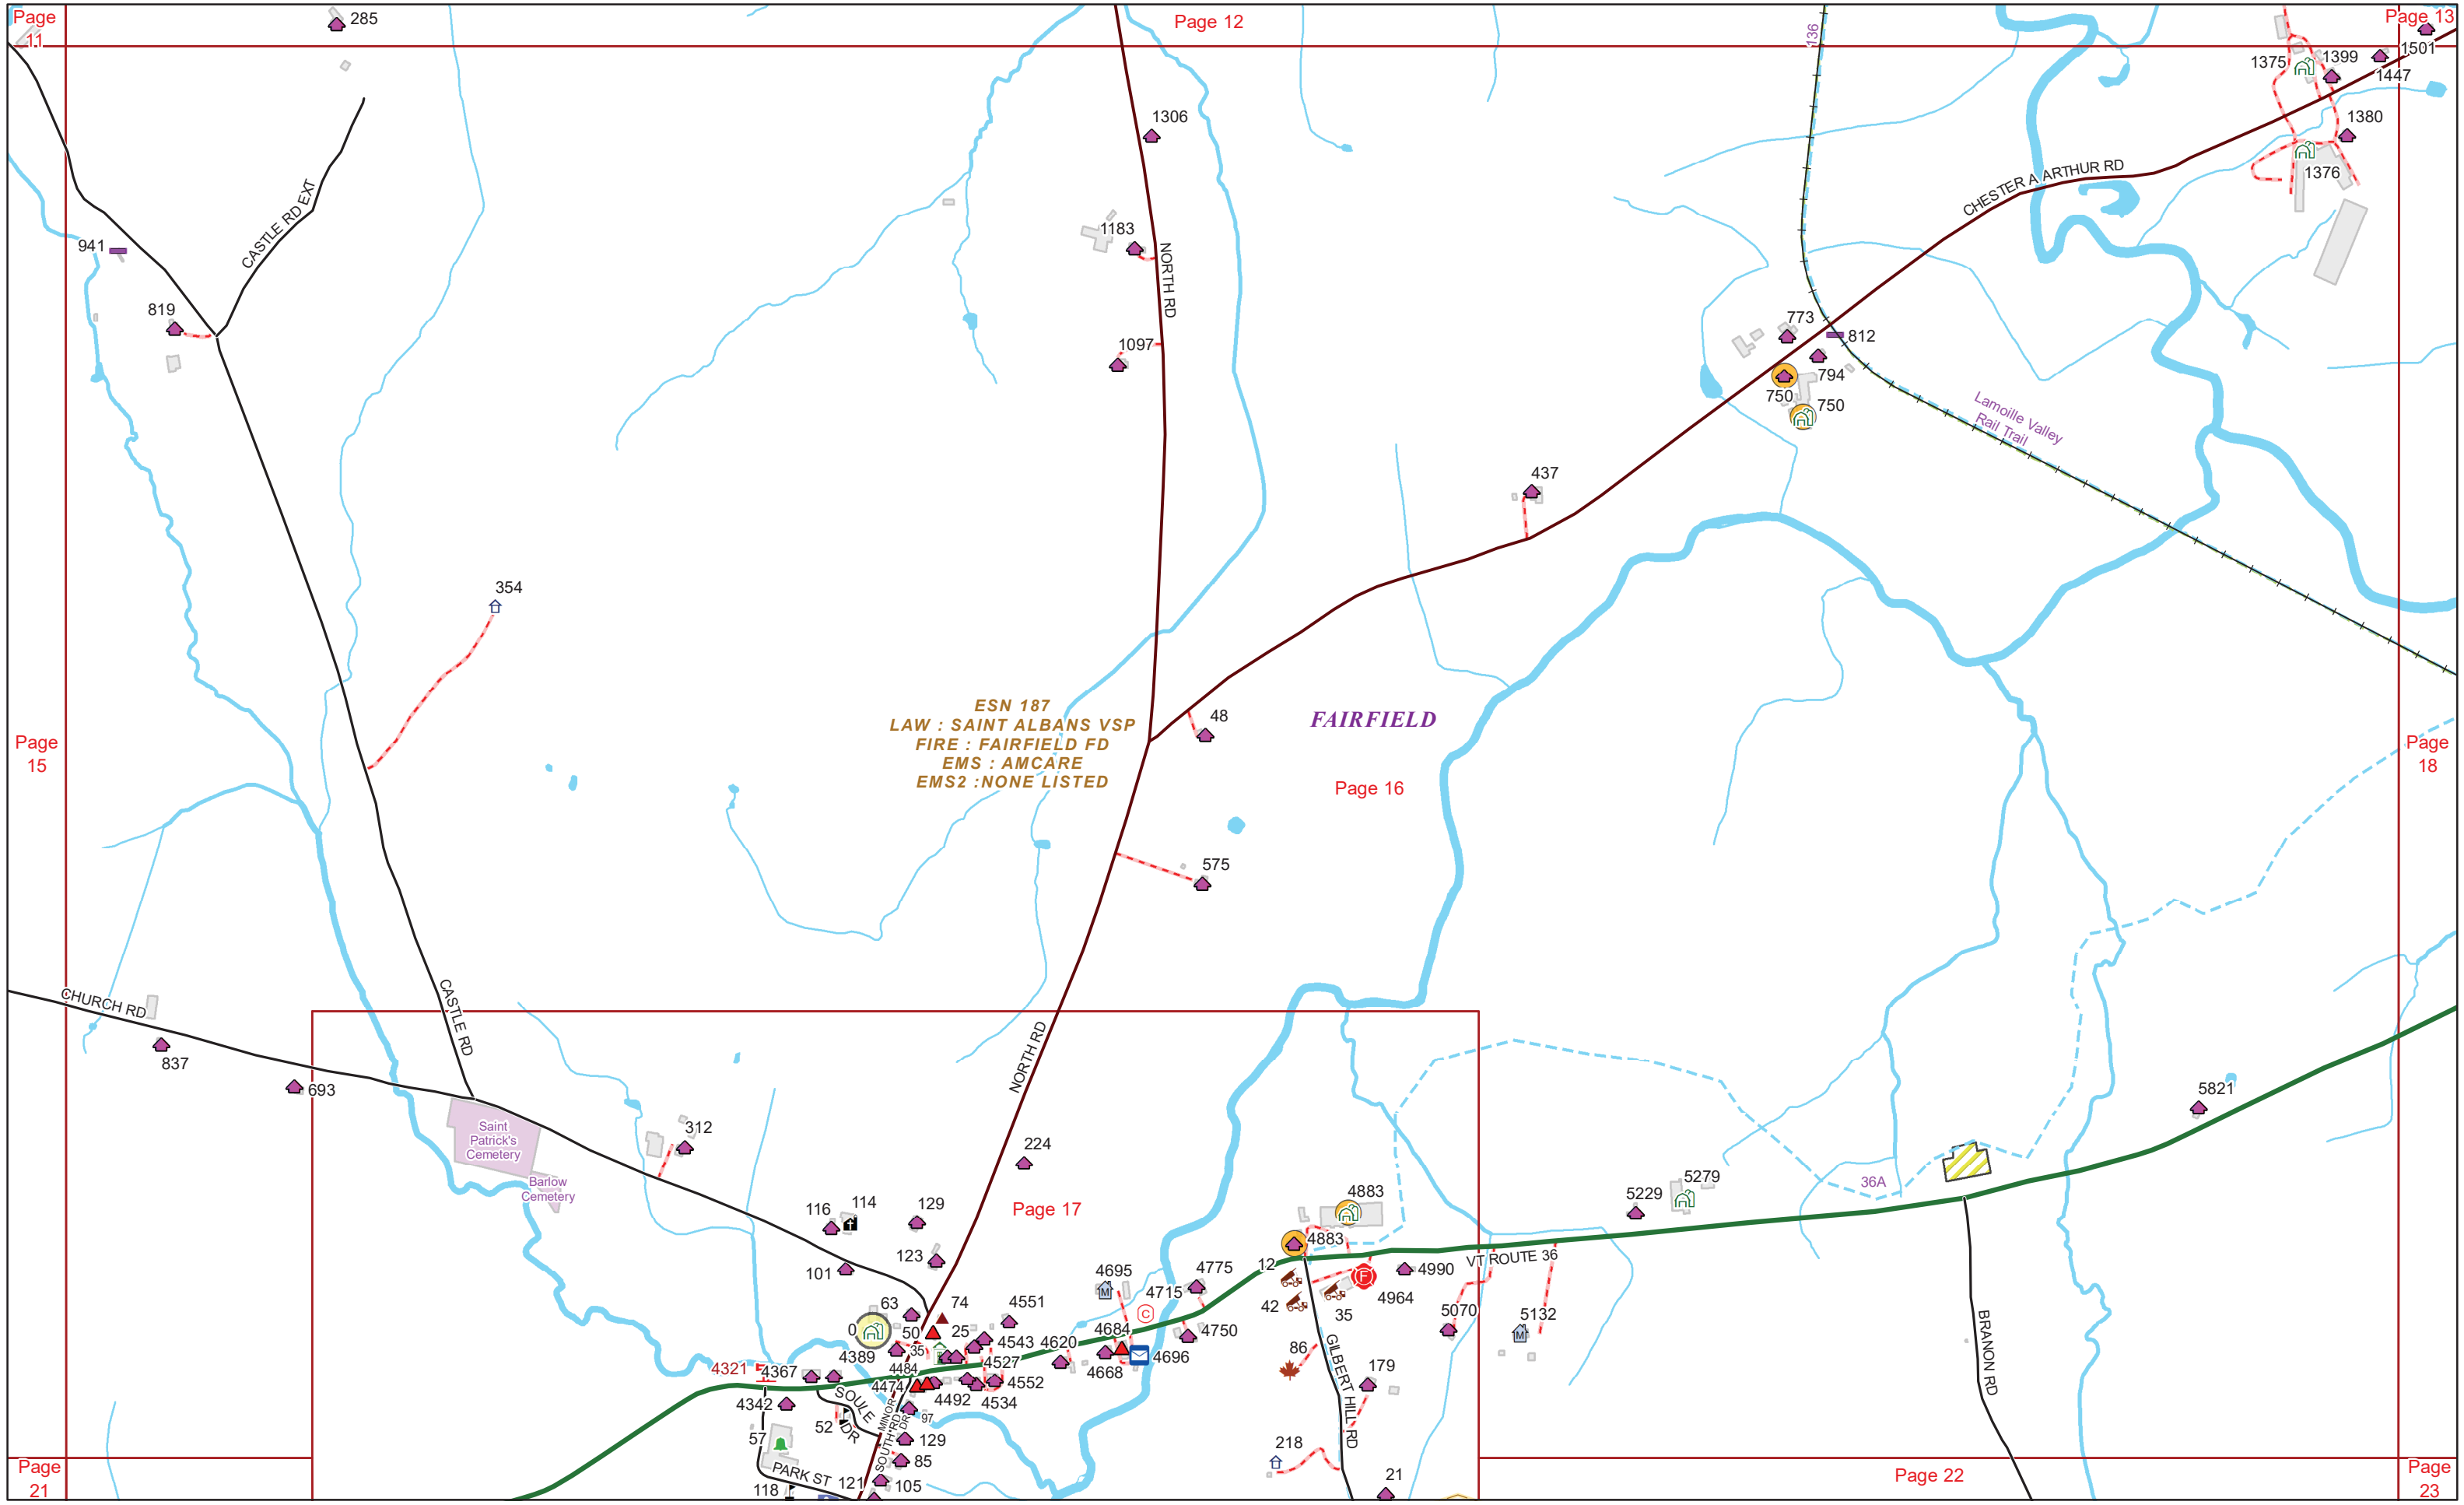 Page
11
285
Page 12
136
Page 13
1501
1375
1399
1447
1306
1380
CHESTER A ARTHUR RD
1376
CASTLE RD EXT
1183
941
NORTH RD
819
773
812
1097
794
750
750
Lamoille Valley
Rail Trail
437
354
ESN 187
LAW : SAINT ALBANS VSP
FIRE : FAIRFIELD FD
EMS : AMCARE
EMS2 :NONE LISTED
48
FAIRFIELD
Page
15
Page
18
Page 16
575
CHURCH RD
CASTLE RD
837
693
NORTH RD
5821
Saint
Patrick's
Cemetery
312
224
Barlow
Cemetery
116
114
129
Page 17
4883
5229
5279
36A
123
4883
101
12
VT ROUTE 36
4695
4775
4990
4715
C
F
4964
42
35
5070
5132
M
M
63
74
4551
0
50
25
4543
4620
4684
4750
4389
35
4527
4668
4696
86
GILBERT HILL RD
179
BRANON RD
4321
4367
4484
4474
4492
4552
4534
4342
SOULE
DR
52
MINOR
DR
97
SOUTH RD
57
129
218
85
Page
21
PARK ST
118
121
105
21
Page 22
Page
23